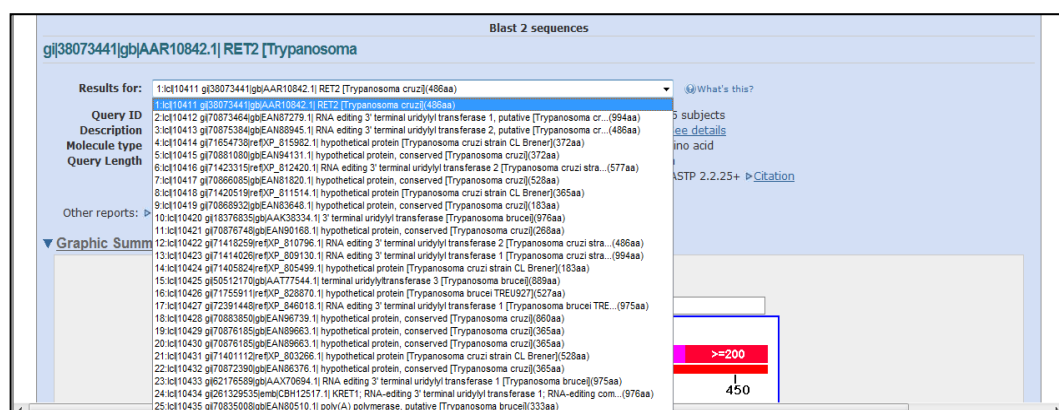 Blast 2 sequences
gi|38073441|gb|AAR10842.1| RET2 [Trypanosoma
Results for: 1:lcl|10411 gi|38073441|gb|AAR10842.1| RET2 [Trypanosoma cruzi](486aa) What's this?
1:lcl|10411 gi|38073441|gb|AAR10842.1| RET2 [Trypanosoma cruzi](486aa)
Query ID 2:lcl|10412 gi|70873464|gb|EAN87279.1| RNA editing 3' terminal uridylyl transferase 1, putative [Trypanosoma cr...(994aa) 5 subjects
Description 3:lcl|10413 gi|70875384|gb|EAN88945.1| RNA editing 3' terminal uridylyl transferase 2, putative [Trypanosoma cr...(486aa) ee details
Molecule type 4:lcl|10414 gi|71654738|ref|XP_815982.1| hypothetical protein [Trypanosoma cruzi strain CL Brener](372aa) ino acid
Query Length 5:lcl|10415 gi|70881080|gb|EAN94131.1| hypothetical protein, conserved [Trypanosoma cruzi](372aa)
6:lcl|10416 gi|71423315|ref|XP_812420.1| RNA editing 3' terminal uridylyl transferase 2 [Trypanosoma cruzi stra...(577aa) ASTP 2.2.25+ Citation
7:lcl|10417 gi|70866085|gb|EAN81820.1| hypothetical protein, conserved [Trypanosoma cruzi](528aa)
8:lcl|10418 gi|71420519|ref|XP_811514.1| hypothetical protein [Trypanosoma cruzi strain CL Brener](365aa)
9:lcl|10419 gi|70868932|gb|EAN83648.1| hypothetical protein, conserved [Trypanosoma cruzi](183aa)
Other reports: 10:lcl|10420 gi|18376835|gb|AAK38334.1| 3' terminal uridylyl transferase [Trypanosoma brucei](976aa)
11:lcl|10421 gi|70876748|gb|EAN90168.1| hypothetical protein, conserved [Trypanosoma cruzi](268aa)
Graphic Summ 12:lcl|10422 gi|71418259|ref|XP_810796.1| RNA editing 3' terminal uridylyl transferase 2 [Trypanosoma cruzi stra...(486aa)
13:lcl|10423 gi|71414026|ref|XP_809130.1| RNA editing 3' terminal uridylyl transferase 1 [Trypanosoma cruzi stra...(994aa)
14:lcl|10424 gi|71405824|ref|XP_805499.1| hypothetical protein [Trypanosoma cruzi strain CL Brener](183aa)
15:lcl|10425 gi|50512170|gb|AAT77544.1| terminal uridylyltransferase 3 [Trypanosoma brucei](889aa)
16:lcl|10426 gi|71755911|ref|XP_828870.1| hypothetical protein [Trypanosoma brucei TREU927](527aa)
17:lcl|10427 gi|72391448|ref|XP_846018.1| RNA editing 3' terminal uridylyl transferase 1 [Trypanosoma brucei TRE...(975aa)
18:lcl|10428 gi|70883850|gb|EAN96739.1| hypothetical protein, conserved [Trypanosoma cruzi](860aa)
19:lcl|10429 gi|70876185|gb|EAN89663.1| hypothetical protein, conserved [Trypanosoma cruzi](365aa)
20:lcl|10430 gi|70876185|gb|EAN89663.1| hypothetical protein, conserved [Trypanosoma cruzi](365aa)
21:lcl|10431 gi|71401112|ref|XP_803266.1| hypothetical protein [Trypanosoma cruzi strain CL Brener](528aa) >=200
22:lcl|10432 gi|70872390|gb|EAN86376.1| hypothetical protein, conserved [Trypanosoma cruzi](365aa)
23:lcl|10433 gi|62176589|gb|AAX70694.1| RNA editing 3' terminal uridylyl transferase 1 [Trypanosoma brucei](975aa)
24:lcl|10434 gi|261329535|emb|CBH12517.1| KRET1; RNA-editing 3' terminal uridylyl transferase 1; RNA-editing com...(976aa) 450
25:lcl|10435 gi|70835008|gb|EAN80510.1| poly(A) polymerase, putative [Trypanosoma brucei](333aa)